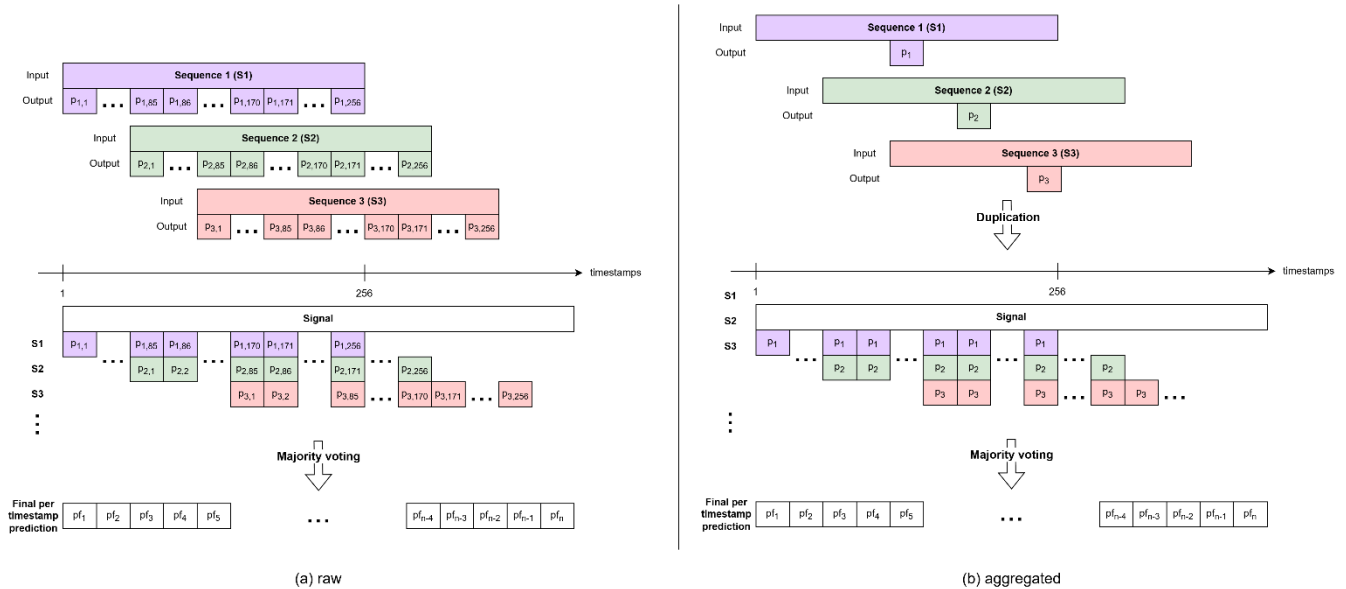 Input Sequence 1 (S1)
Output p1,1 ... p1,85 p1,86 ... p1,170 p1,171 ... p1,256
Input Sequence 2 (S2)
Output p2,1 ... p2,85 p2,86 ... p2,170 p2,171 ... p2,256
Input Sequence 3 (S3)
Output p3,1 ... p3,85 p3,86 ... p3,170 p3,171 ... p3,256
timestamps
1 256
Signal
S1 p1,1 ... p1,85 p1,86 ... p1,170 p1,171 ... p1,256
S2 p2,1 p2,2 p2,85 p2,86 p2,171 ... p2,256
S3 p3,1 p3,2 p3,85 ... p3,170 p3,171 ... p3,256
Majority voting
Final per
timestamp
prediction
pf1 pf2 pf3 pf4 pf5 ... pfn-4 pfn-3 pfn-2 pfn-1 pfn
(a) raw
Input Sequence 1 (S1)
Output p1
Input Sequence 2 (S2)
Output p2
Input Sequence 3 (S3)
Output p3
Duplication
timestamps
1 256
S1
Signal
S2
S3 p1 ... p1 p1 ... p1 p1 ... p1 ...
p2 p2 p2 p2 p2 ... p2
p3 p3 p3 ... p3 p3 ...
Majority voting
Final per
timestamp
prediction
pf1 pf2 pf3 pf4 pf5 ... pfn-4 pfn-3 pfn-2 pfn-1 pfn
(b) aggregated